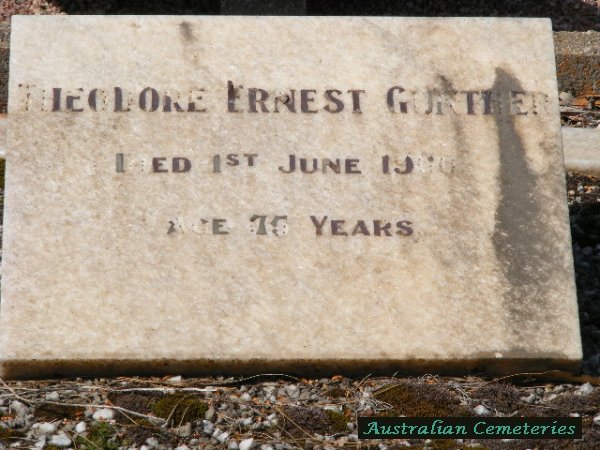 Theodore Ernest Gunther
Died 1st June
Age 75 Years
Australian Cemeteries